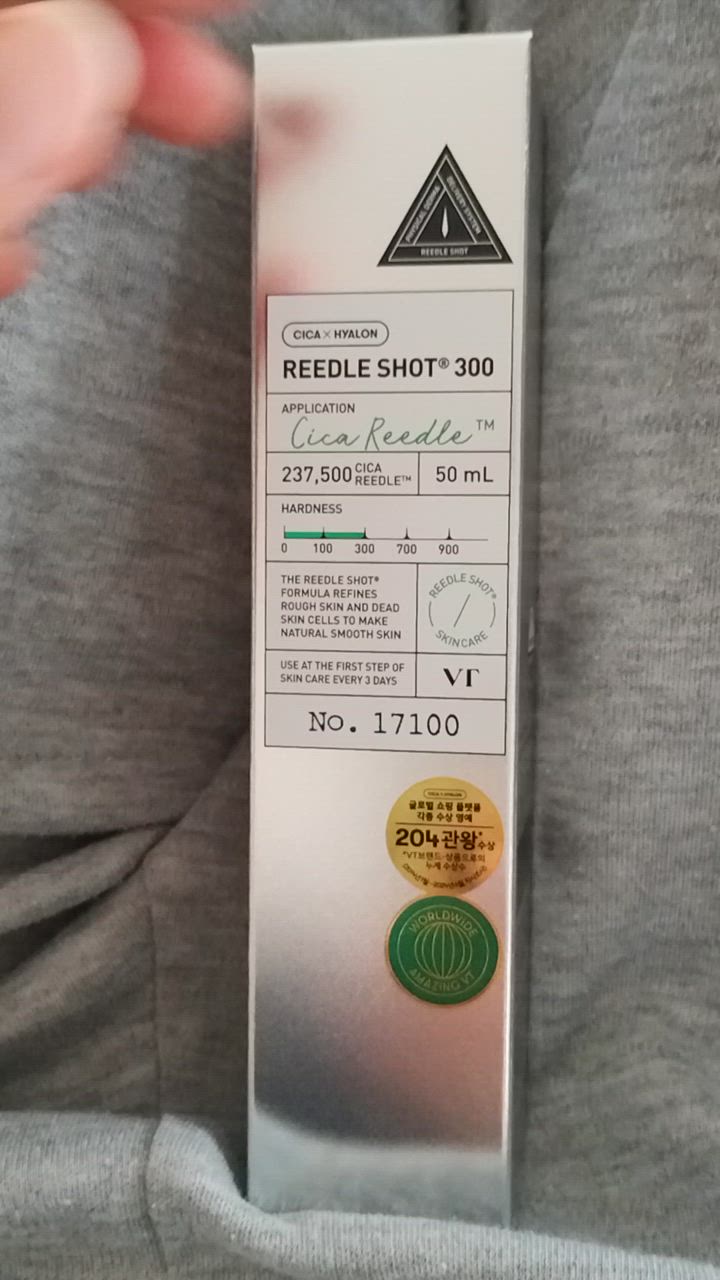 PHYSICAL DERMA
DELIVERY SYSTEM
REEDLE SHOT
CICA × HYALON
REEDLE SHOT® 300
APPLICATION
Cica Reedle™
237,500 CICA REEDLE™
50 mL
HARDNESS
0 100 300 700 900
THE REEDLE SHOT®
FORMULA REFINES
ROUGH SKIN AND DEAD
SKIN CELLS TO MAKE
NATURAL SMOOTH SKIN
REEDLE SHOT®
SKINCARE
USE AT THE FIRST STEP OF
SKIN CARE EVERY 3 DAYS
VT
No. 17100
CICA × HYALON
글로벌 쇼핑 플랫폼
각종 수상 영예
204관왕*수상
*VT브랜드·상품으로의
누계 수상수
WORLDWIDE
AMAZING VT